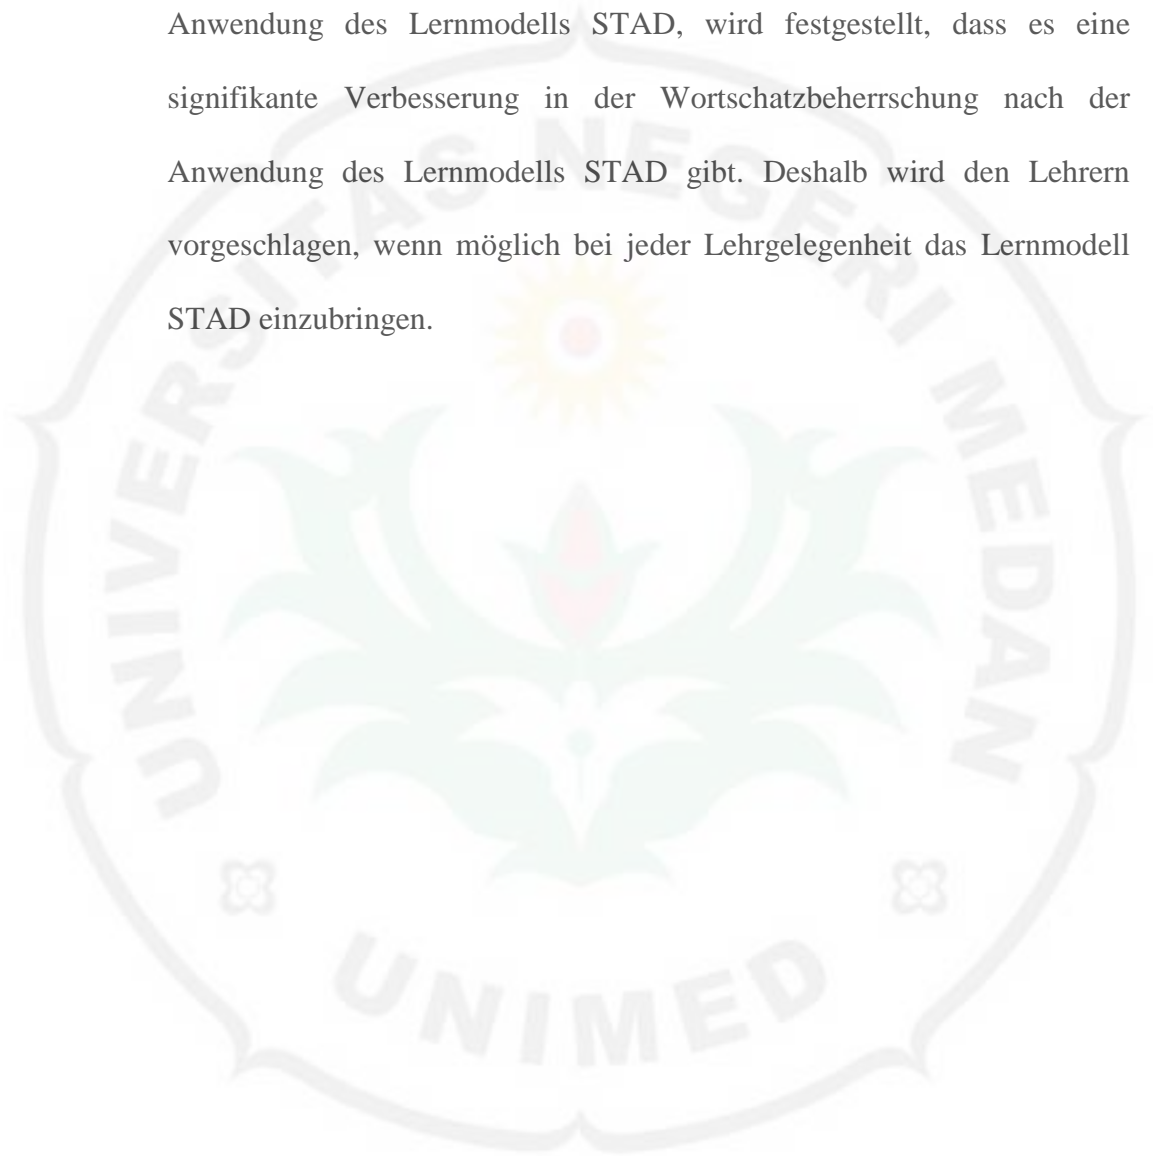 Anwendung des Lernmodells STAD, wird festgestellt, dass es eine
signifikante Verbesserung in der Wortschatzbeherrschung nach der
Anwendung des Lernmodells STAD gibt. Deshalb wird den Lehrern
vorgeschlagen, wenn möglich bei jeder Lehrgelegenheit das Lernmodell
STAD einzubringen.
UNIVERSITAS NEGERI MEDAN
UNIMED